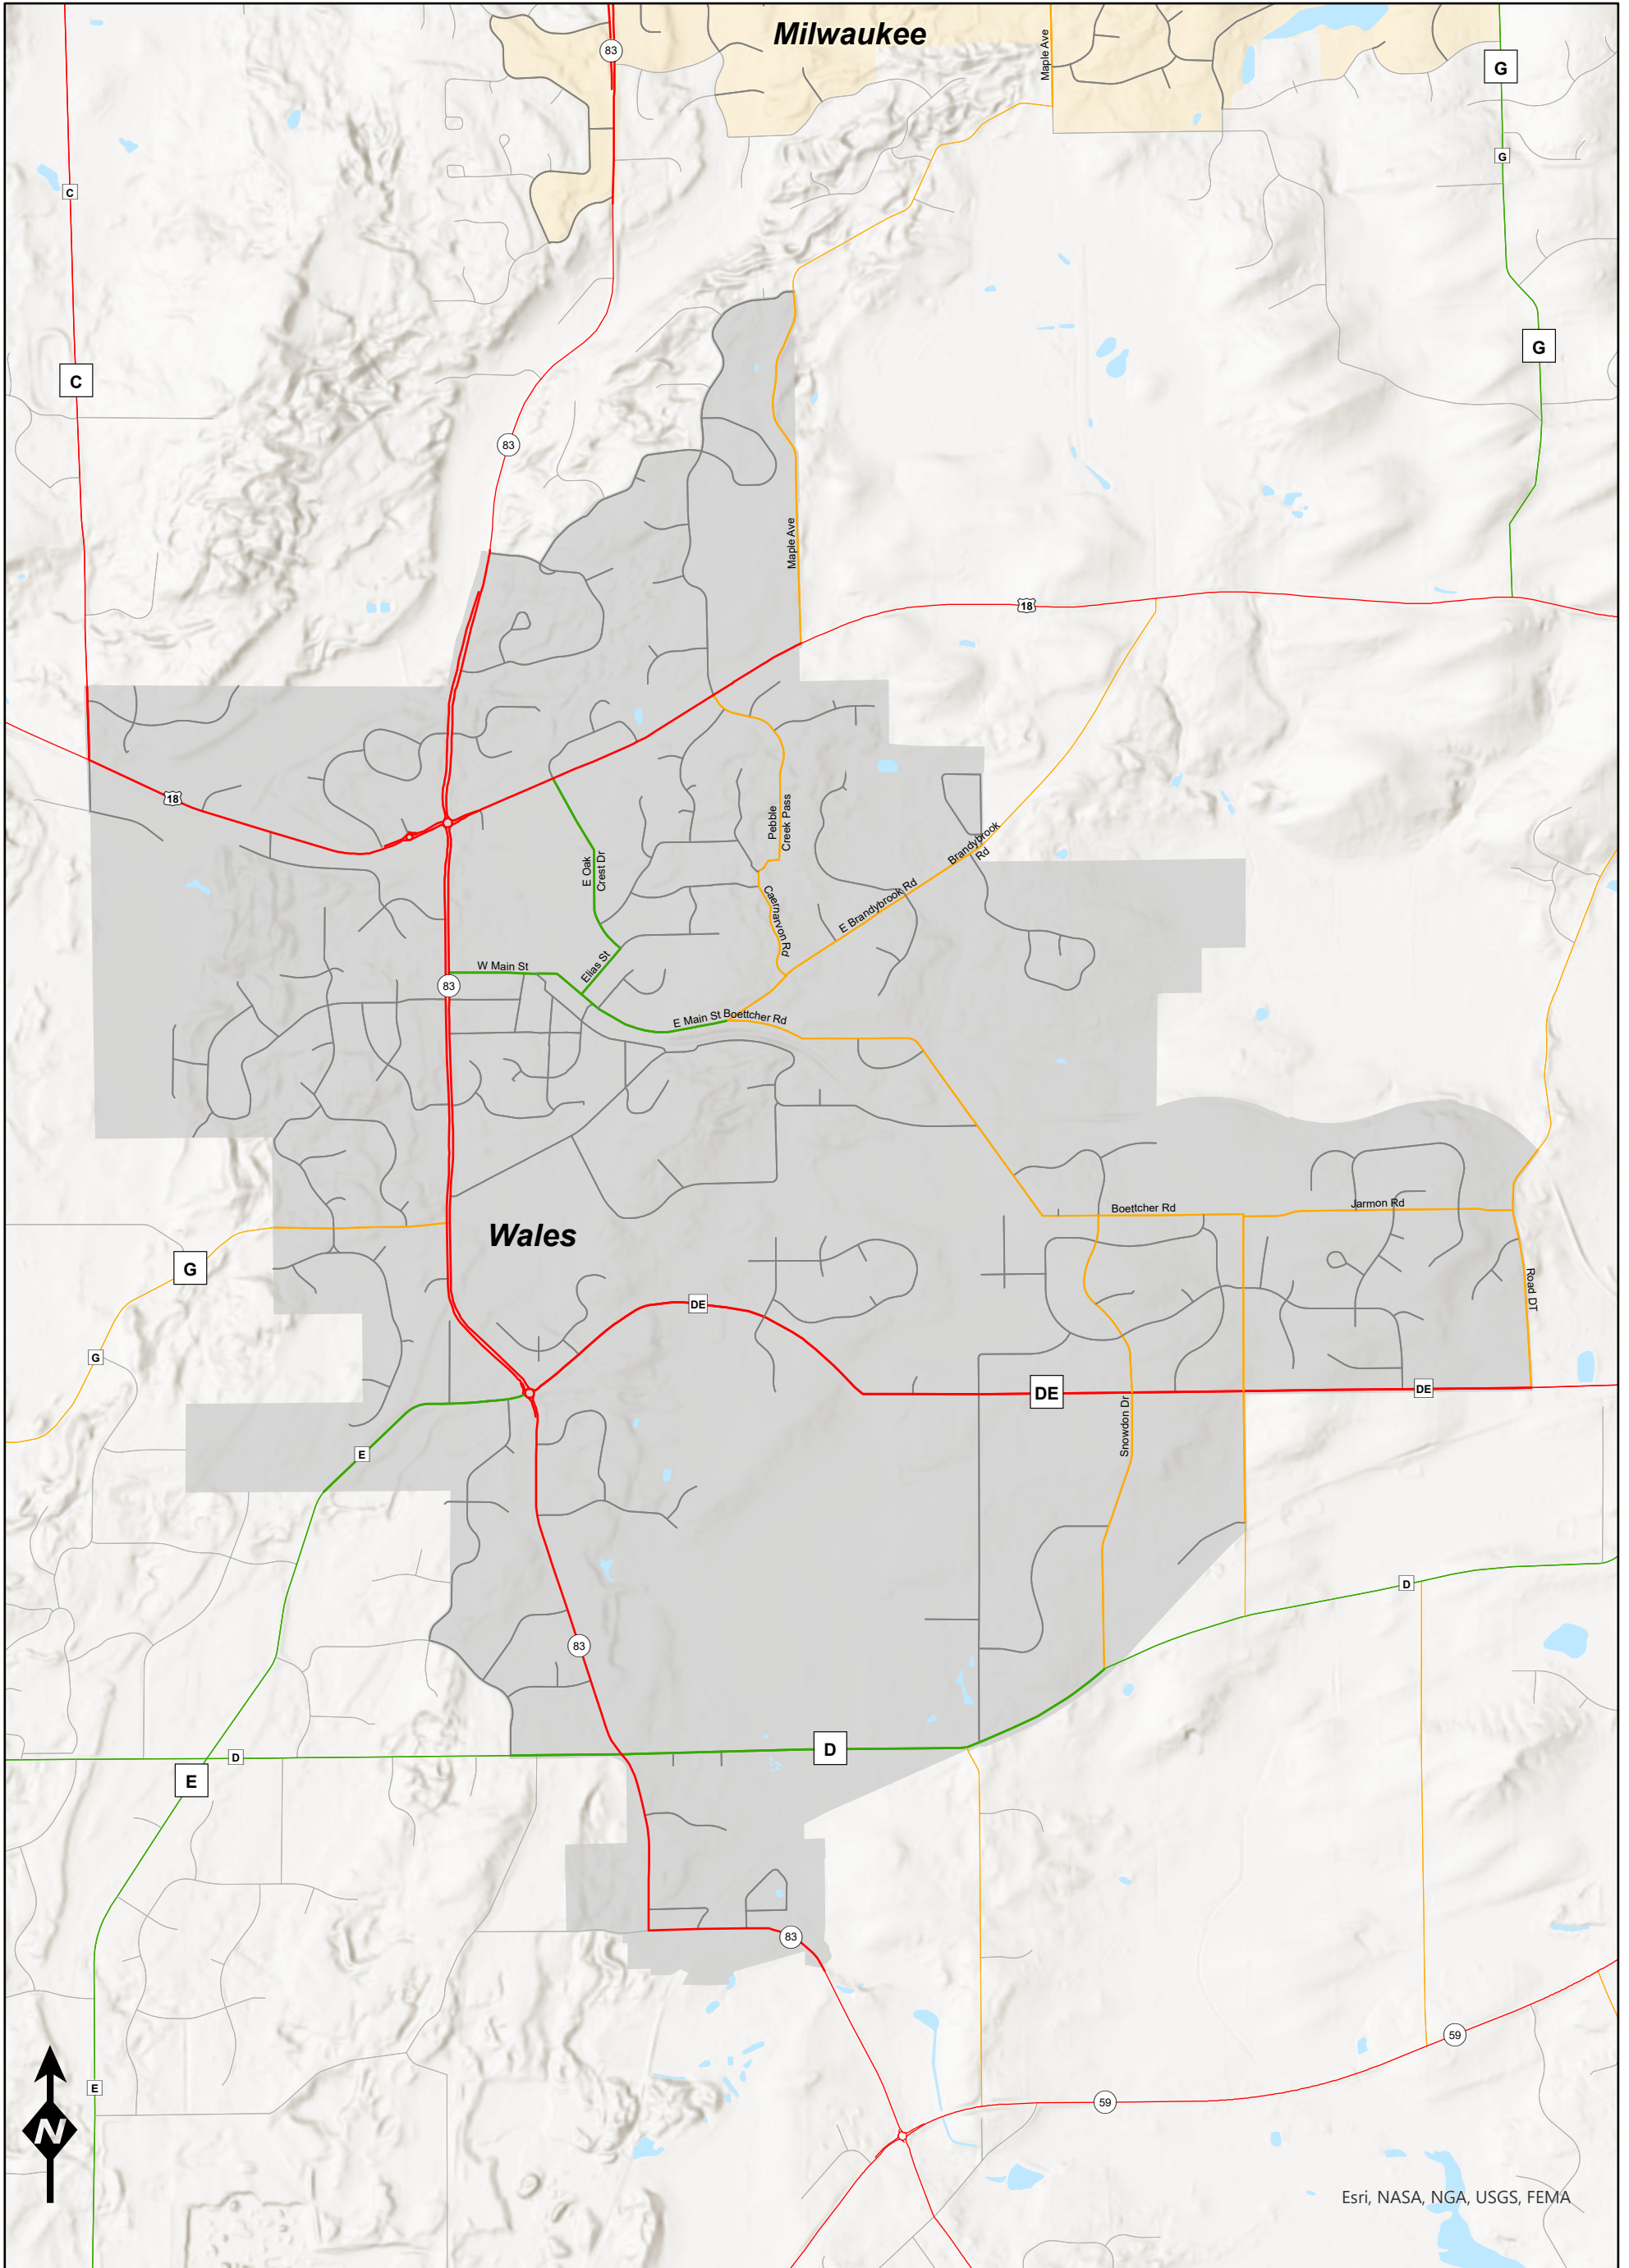 Milwaukee
83
Maple Ave
G
G
C
G
C
83
Maple Ave
18
18
Pebble
Creek Pass
E Oak
Crest Dr
Brandybrook
Rd
E Brandybrook Rd
Caernarvon Rd
W Main St
Elias St
83
E Main St
Boettcher Rd
Boettcher Rd
Jarmon Rd
Wales
G
Road DT
DE
G
DE
DE
Snowdon Dr
E
D
83
D
D
E
83
59
E
59
N
Esri, NASA, NGA, USGS, FEMA